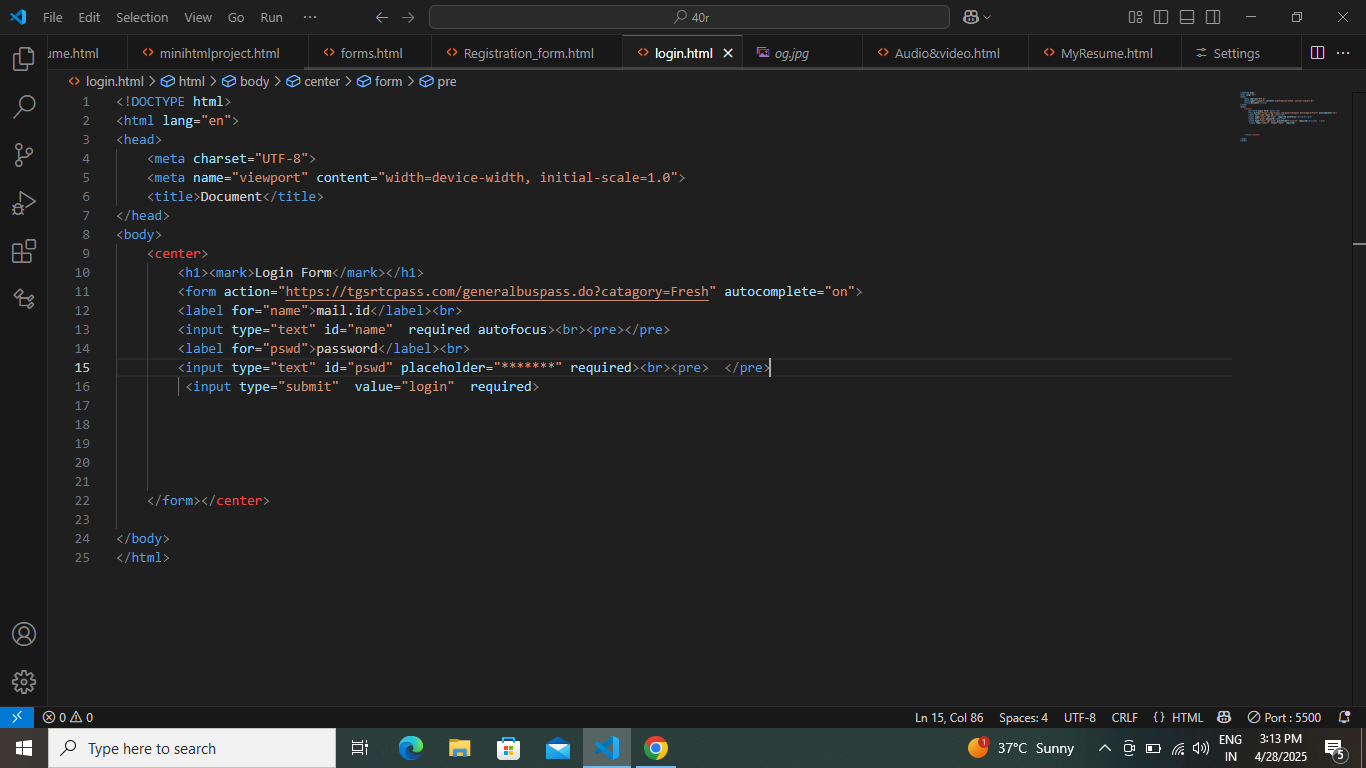 File Edit Selection View Go Run ··· 40r
ume.html minihtmlproject.html forms.html Registration_form.html login.html og.jpg Audio&video.html MyResume.html Settings
login.html > html > body > center > form > pre
1 <!DOCTYPE html>
2 <html lang="en">
3 <head>
4 <meta charset="UTF-8">
5 <meta name="viewport" content="width=device-width, initial-scale=1.0">
6 <title>Document</title>
7 </head>
8 <body>
9 <center>
10 <h1><mark>Login Form</mark></h1>
11 <form action="https://tgsrtcpass.com/generalbuspass.do?catagory=Fresh" autocomplete="on">
12 <label for="name">mail.id</label><br>
13 <input type="text" id="name"  required autofocus><br><pre></pre>
14 <label for="pswd">password</label><br>
15 <input type="text" id="pswd" placeholder="*******" required><br><pre>  </pre>
16 <input type="submit"  value="login"  required>
17
18
19
20
21
22 </form></center>
23
24 </body>
25 </html>
0 0 Ln 15, Col 86 Spaces: 4 UTF-8 CRLF {} HTML Port : 5500
Type here to search 1 37°C Sunny ENG IN 3:13 PM 4/28/2025 5